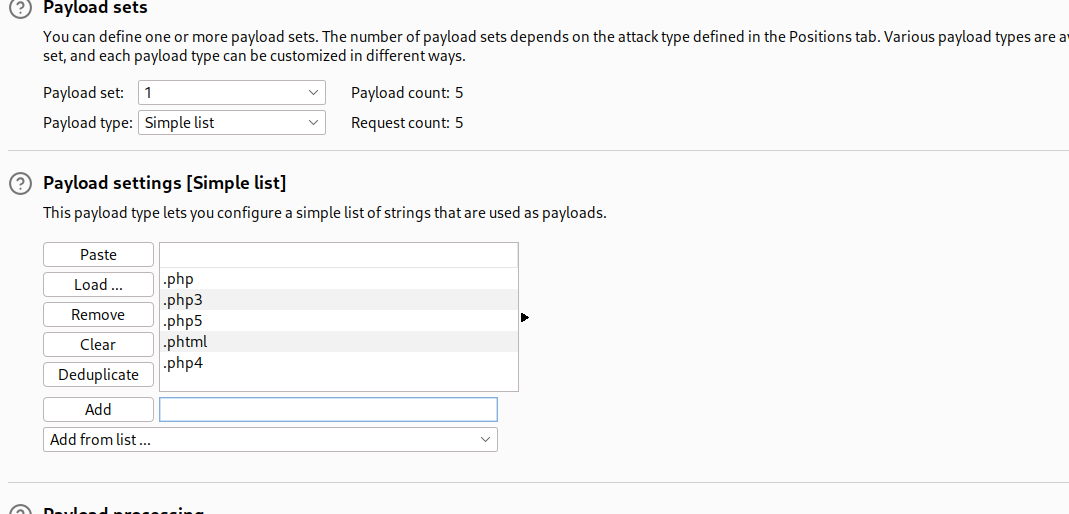 Payload sets
You can define one or more payload sets. The number of payload sets depends on the attack type defined in the Positions tab. Various payload types are
set, and each payload type can be customized in different ways.
Payload set: 1 Payload count: 5
Payload type: Simple list Request count: 5
Payload settings [Simple list]
This payload type lets you configure a simple list of strings that are used as payloads.
Paste
Load ...
Remove
Clear
Deduplicate
.php
.php3
.php5
.phtml
.php4
Add
Add from list ...
Payload processing